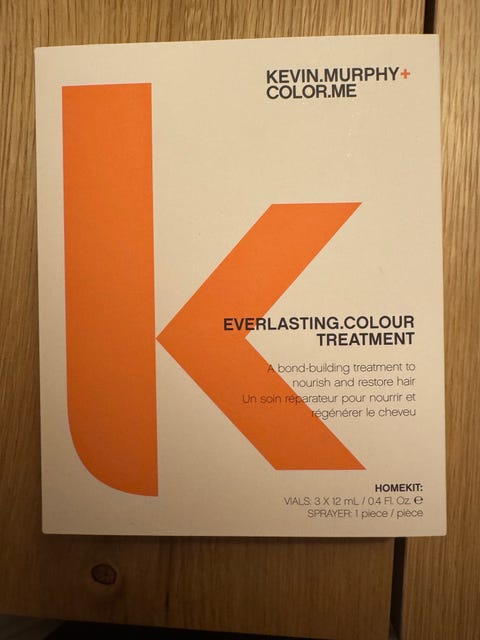 KEVIN.MURPHY+
COLOR.ME
EVERLASTING.COLOUR
TREATMENT
A bond-building treatment to
nourish and restore hair
Un soin réparateur pour nourrir et
régénérer le cheveu
HOMEKIT:
VIALS: 3 X 12 mL / 0.4 Fl. Oz. ℮
SPRAYER: 1 piece / pièce